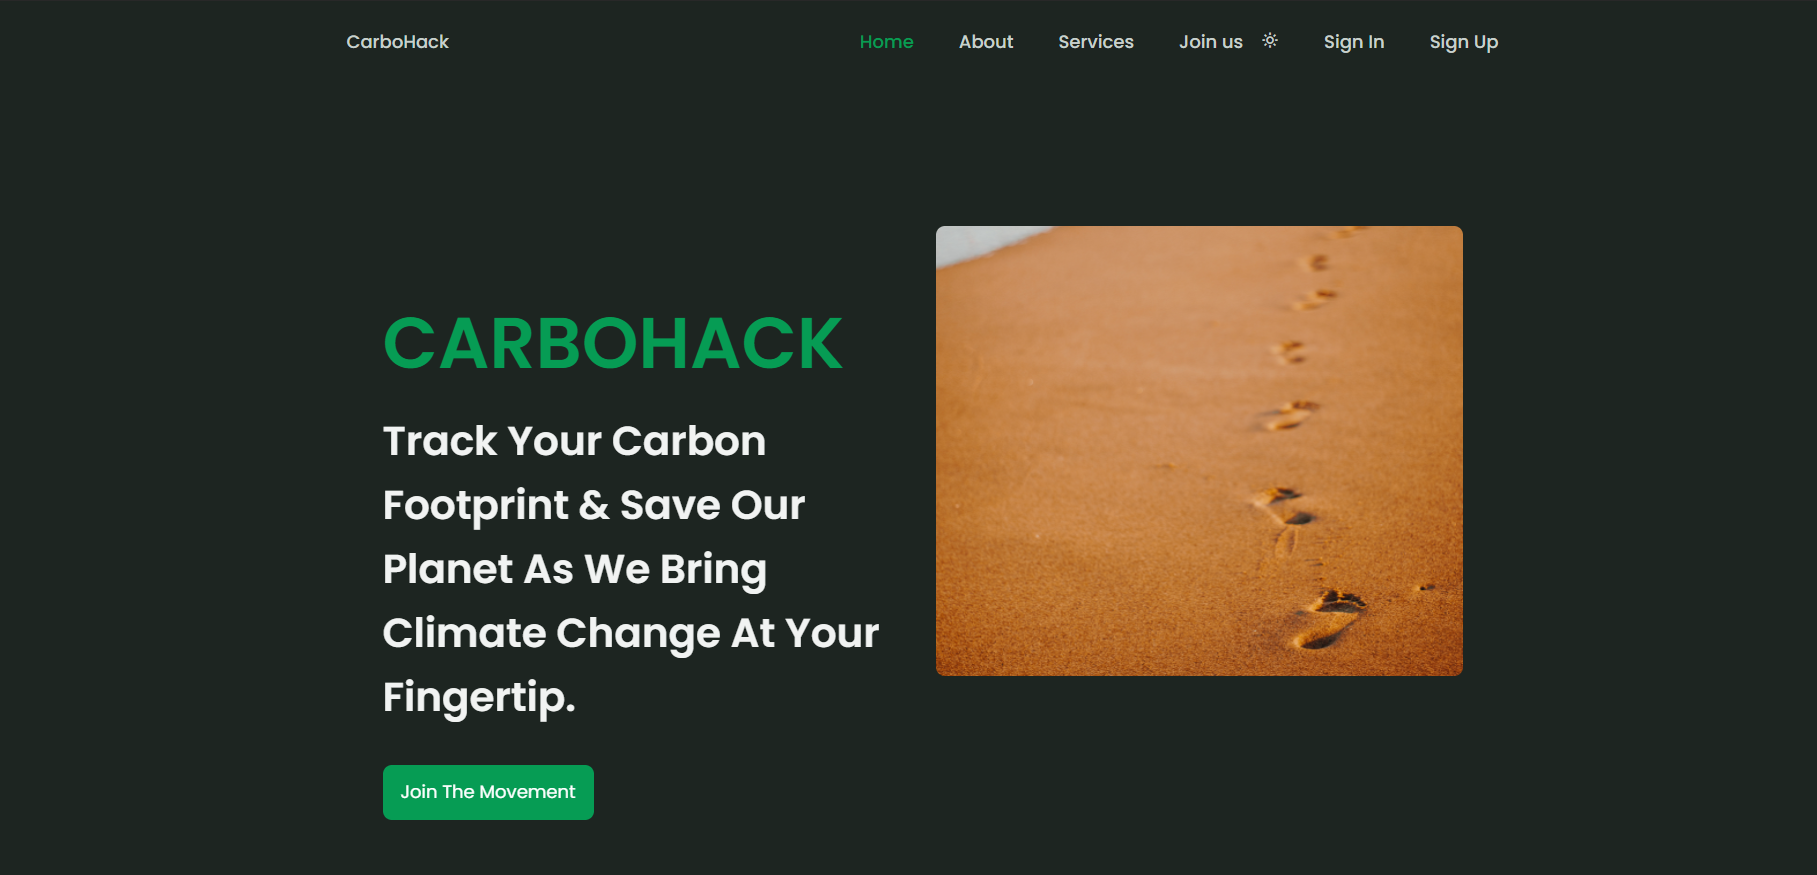 CarboHack Home About Services Join us Sign In Sign Up
CARBOHACK
Track Your Carbon
Footprint & Save Our
Planet As We Bring
Climate Change At Your
Fingertip.
Join The Movement